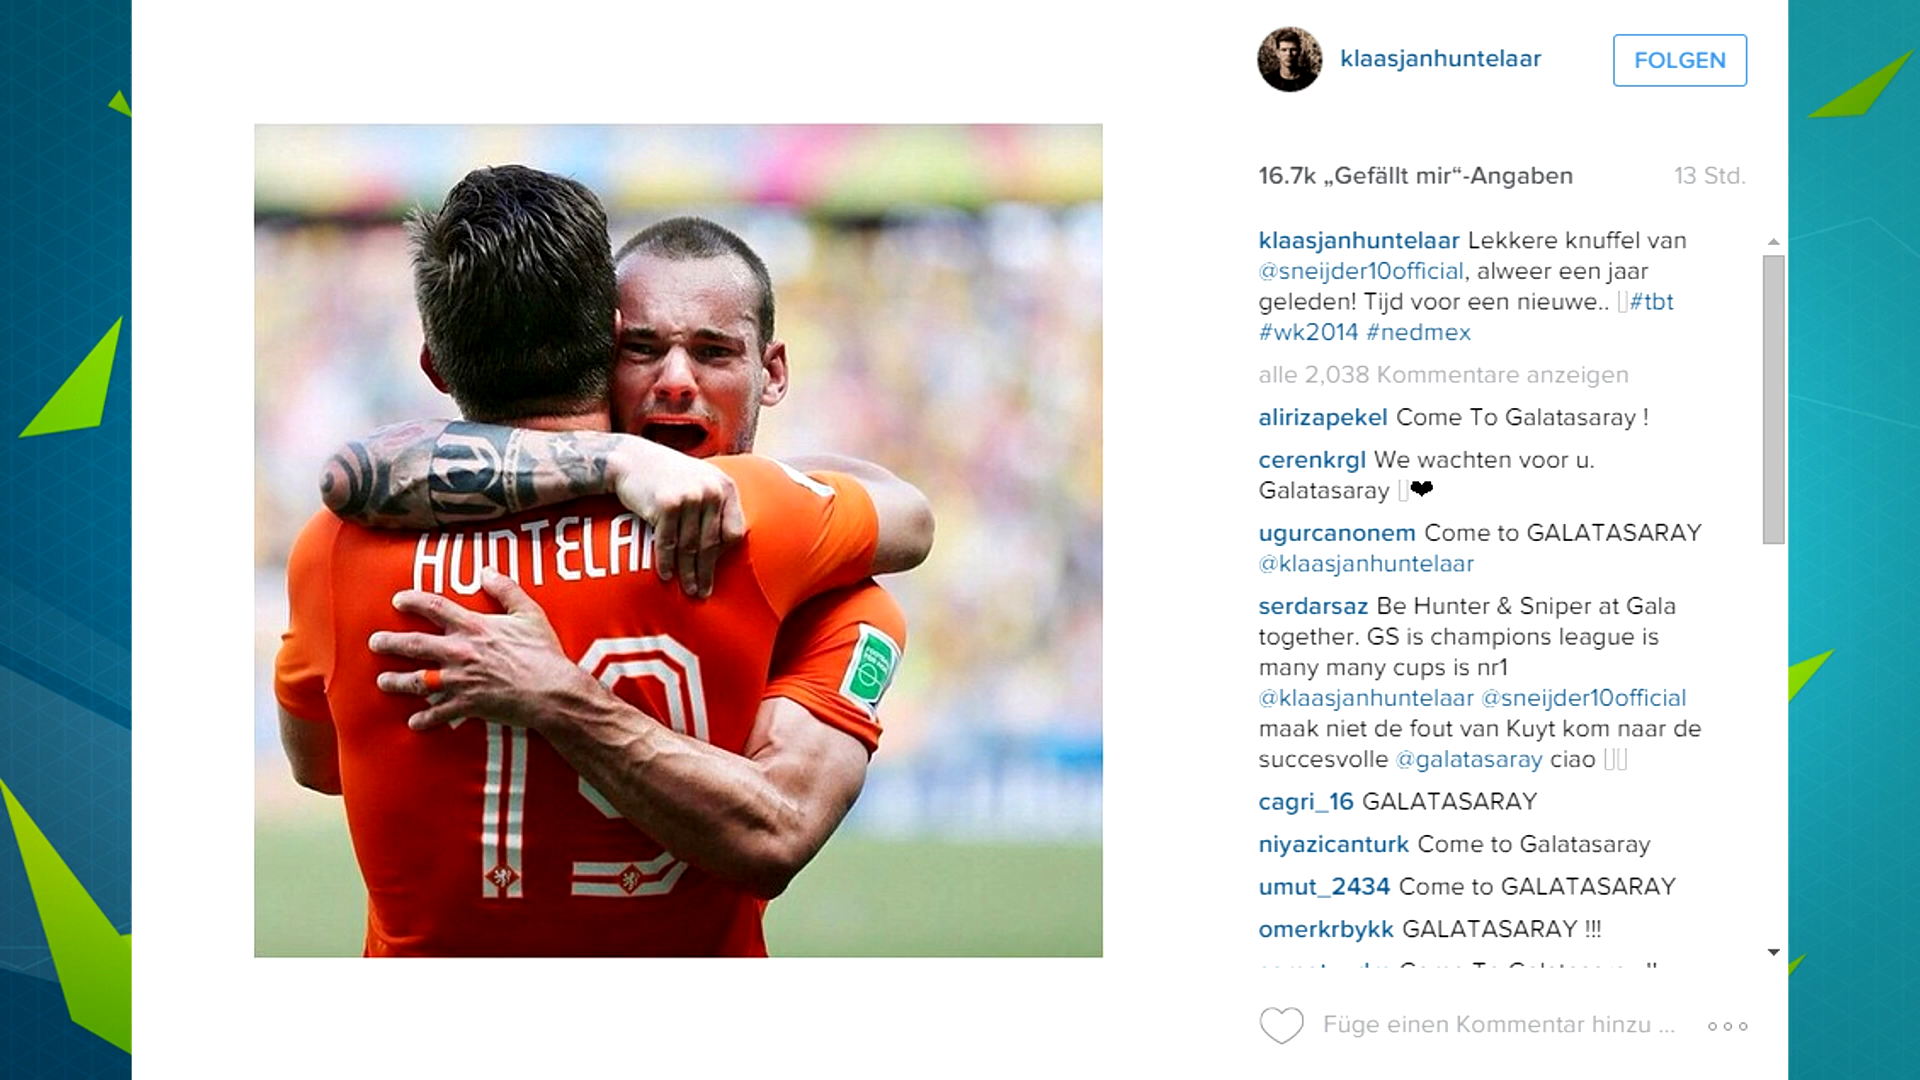 klaasjanhuntelaar
FOLGEN
16.7k „Gefällt mir“-Angaben
13 Std.
klaasjanhuntelaar Lekkere knuffel van
@sneijder10official, alweer een jaar
geleden! Tijd voor een nieuwe.. #tbt
#wk2014 #nedmex
alle 2,038 Kommentare anzeigen
alirizapekel Come To Galatasaray !
cerenkrgl We wachten voor u.
Galatasaray ❤
ugurcanonem Come to GALATASARAY
@klaasjanhuntelaar
serdarsaz Be Hunter & Sniper at Gala
together. GS is champions league is
many many cups is nr1
@klaasjanhuntelaar @sneijder10official
maak niet de fout van Kuyt kom naar de
succesvolle @galatasaray ciao
cagri_16 GALATASARAY
niyazicanturk Come to Galatasaray
umut_2434 Come to GALATASARAY
omerkrbykk GALATASARAY !!!
Füge einen Kommentar hinzu ...
HUNTELAR
19